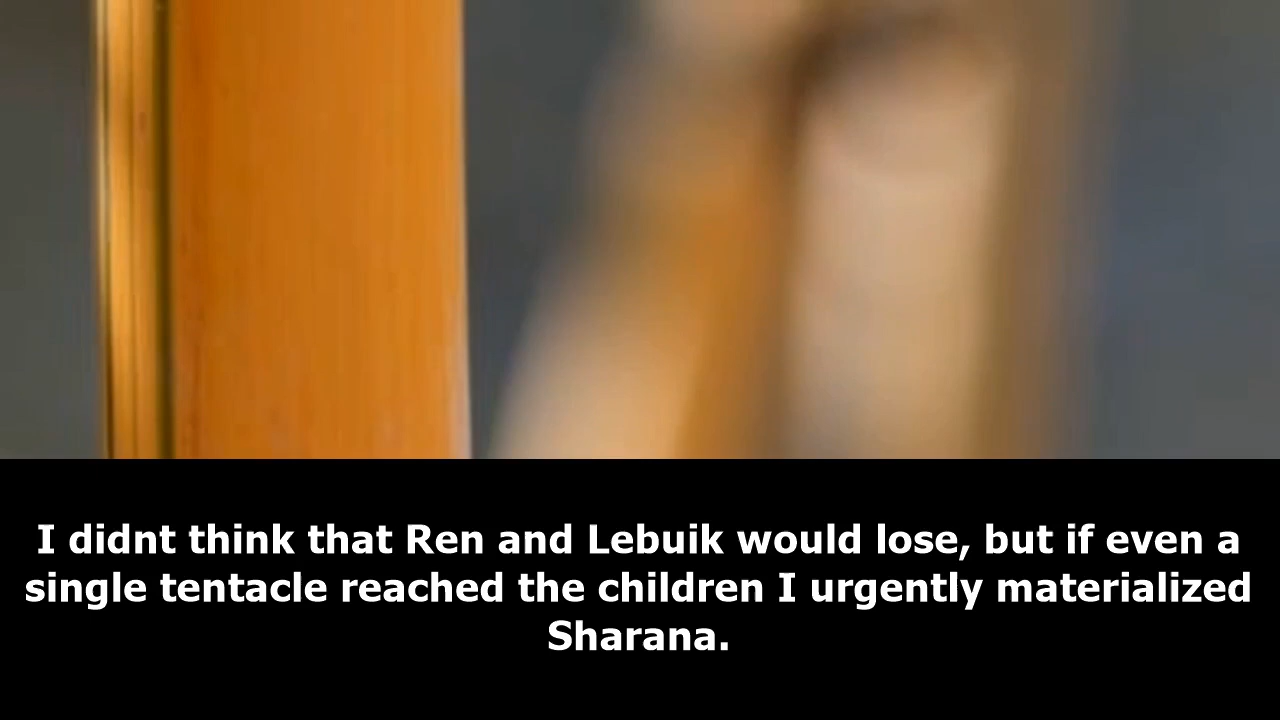 I didnt think that Ren and Lebuik would lose, but if even a
single tentacle reached the children I urgently materialized
Sharana.